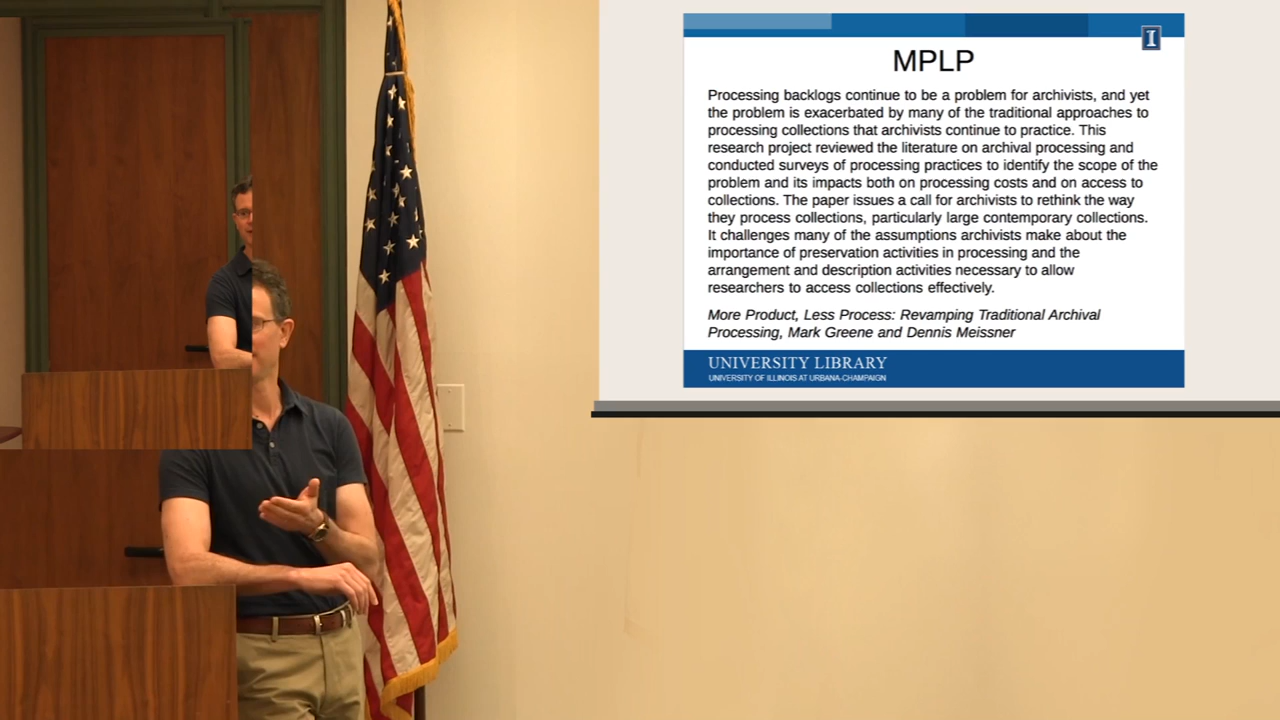 I
MPLP
Processing backlogs continue to be a problem for archivists, and yet
the problem is exacerbated by many of the traditional approaches to
processing collections that archivists continue to practice. This
research project reviewed the literature on archival processing and
conducted surveys of processing practices to identify the scope of the
problem and its impacts both on processing costs and on access to
collections. The paper issues a call for archivists to rethink the way
they process collections, particularly large contemporary collections.
It challenges many of the assumptions archivists make about the
importance of preservation activities in processing and the
arrangement and description activities necessary to allow
researchers to access collections effectively.
More Product, Less Process: Revamping Traditional Archival
Processing, Mark Greene and Dennis Meissner
UNIVERSITY LIBRARY
UNIVERSITY OF ILLINOIS AT URBANA-CHAMPAIGN